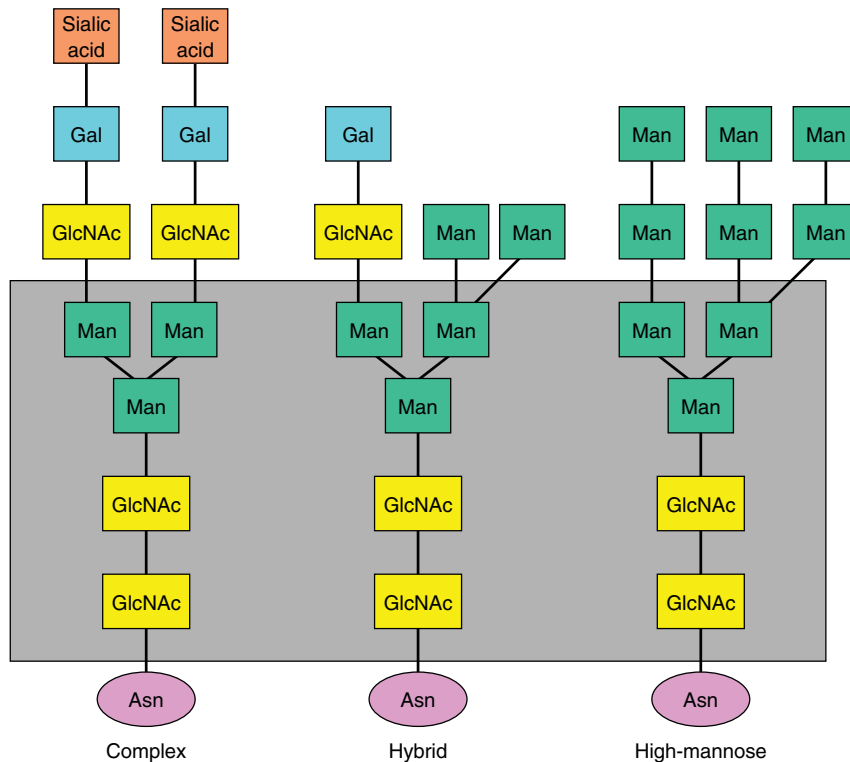 Sialic acid Sialic acid
Gal Gal Gal Man Man Man
GlcNAc GlcNAc GlcNAc Man Man Man Man Man
Man Man Man Man Man Man
Man Man Man
GlcNAc GlcNAc GlcNAc
GlcNAc GlcNAc GlcNAc
Asn Asn Asn
Complex Hybrid High-mannose